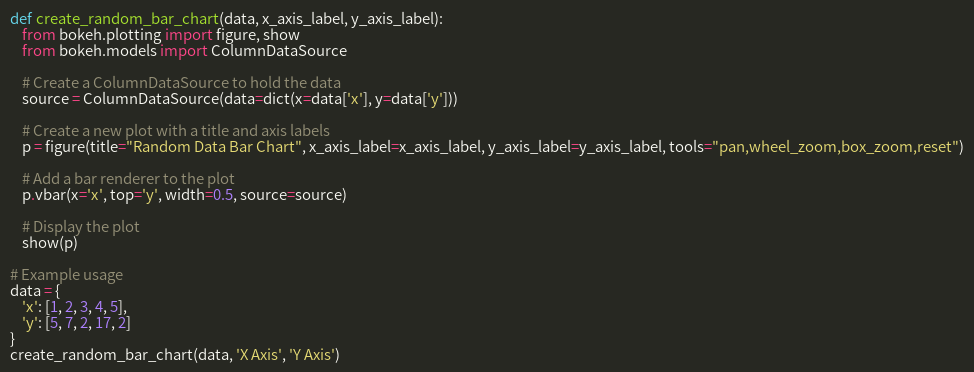 def create_random_bar_chart(data, x_axis_label, y_axis_label):
    from bokeh.plotting import figure, show
    from bokeh.models import ColumnDataSource

    # Create a ColumnDataSource to hold the data
    source = ColumnDataSource(data=dict(x=data['x'], y=data['y']))

    # Create a new plot with a title and axis labels
    p = figure(title="Random Data Bar Chart", x_axis_label=x_axis_label, y_axis_label=y_axis_label, tools="pan,wheel_zoom,box_zoom,reset")

    # Add a bar renderer to the plot
    p.vbar(x='x', top='y', width=0.5, source=source)

    # Display the plot
    show(p)

# Example usage
data = {
    'x': [1, 2, 3, 4, 5],
    'y': [5, 7, 2, 17, 2]
}
create_random_bar_chart(data, 'X Axis', 'Y Axis')